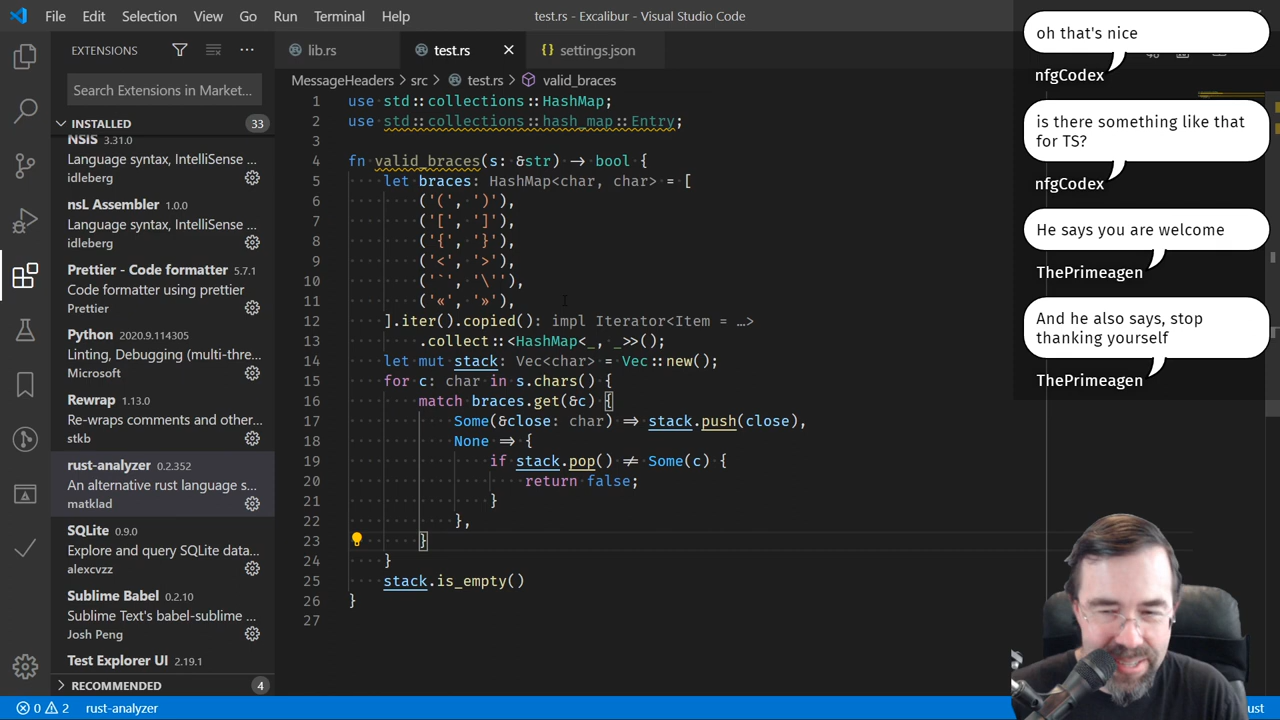 File Edit Selection View Go Run Terminal Help
test.rs - Excalibur - Visual Studio Code
EXTENSIONS
Search Extensions in Market...
INSTALLED 33
NSIS 3.31.0
Language syntax, IntelliSense ...
idleberg
nsL Assembler 1.0.0
Language syntax, IntelliSense ...
idleberg
Prettier - Code formatter 5.7.1
Code formatter using prettier
Prettier
Python 2020.9.114305
Linting, Debugging (multi-thre...
Microsoft
Rewrap 1.13.0
Re-wraps comments and other...
stkb
rust-analyzer 0.2.352
An alternative rust language s...
matklad
SQLite 0.9.0
Explore and query SQLite data...
alexcvzz
Sublime Babel 0.2.10
Sublime Text's babel-sublime ...
Josh Peng
Test Explorer UI 2.19.1
RECOMMENDED 4
lib.rs test.rs settings.json
MessageHeaders > src > test.rs > valid_braces
1 use std::collections::HashMap;
2 use std::collections::hash_map::Entry;
3
4 fn valid_braces(s: &str) → bool {
5 let braces: HashMap<char, char> = [
6 ('(', ')'),
7 ('[', ']'),
8 ('{', '}'),
9 ('<', '>'),
10 ('`', '\''),
11 ('«', '»'),
12 ].iter().copied(): impl Iterator<Item = …>
13 .collect::<HashMap<_, _>>();
14 let mut stack: Vec<char> = Vec::new();
15 for c: char in s.chars() {
16 match braces.get(&c) {
17 Some(&close: char) ⇒ stack.push(close),
18 None ⇒ {
19 if stack.pop() ≠ Some(c) {
20 return false;
21 }
22 },
23 }
24 }
25 stack.is_empty()
26 }
27
oh that's nice
nfgCodex
is there something like that
for TS?
nfgCodex
He says you are welcome
ThePrimeagen
And he also says, stop
thanking yourself
ThePrimeagen
0 2 rust-analyzer
ust